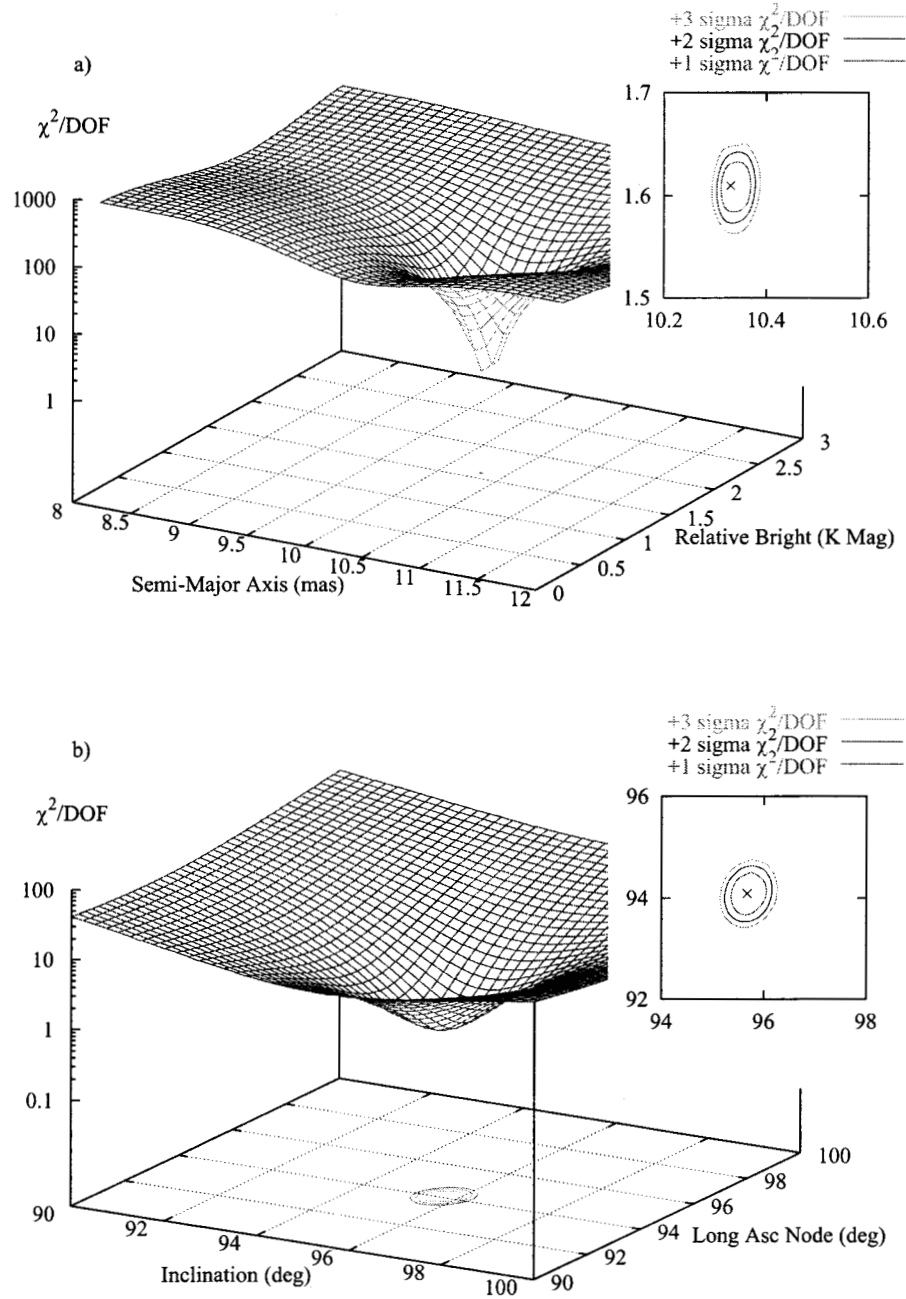 +3 sigma χ²/DOF
+2 sigma χ²/DOF
+1 sigma χ²/DOF
a)
χ²/DOF
1000
100
10
1
1.7
1.6
1.5
10.2 10.4 10.6
8 8.5 9 9.5 10 10.5 11 11.5 12
Semi-Major Axis (mas)
0 0.5 1 1.5 2 2.5 3
Relative Bright (K Mag)
+3 sigma χ²/DOF
+2 sigma χ²/DOF
+1 sigma χ²/DOF
b)
χ²/DOF
100
10
1
0.1
96
94
92
94 96 98
90 92 94 96 98 100
Inclination (deg)
90 92 94 96 98 100
Long Asc Node (deg)